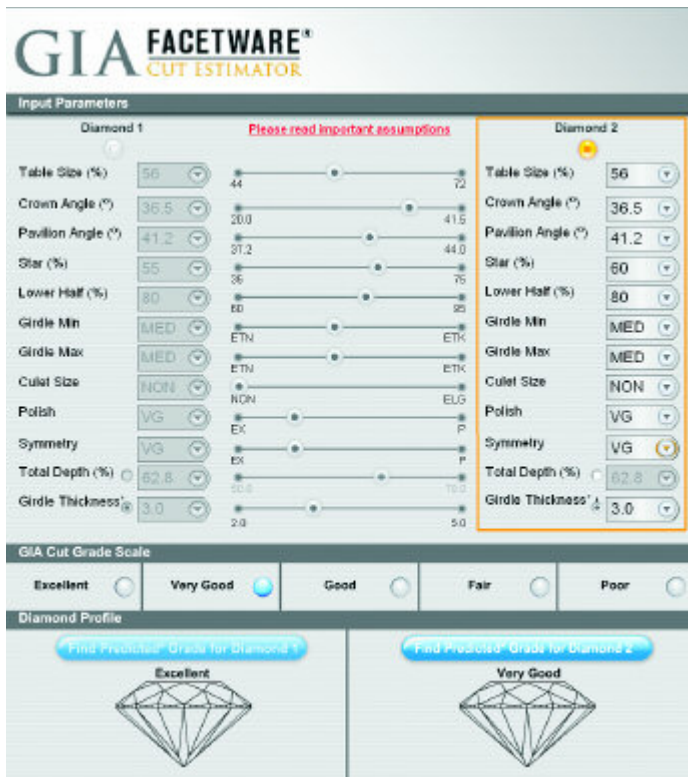 GIA FACETWARE®
CUT ESTIMATOR
Input Parameters
Diamond 1
Please read important assumptions
Diamond 2
Table Size (%) 56 44 72 Table Size (%) 56
Crown Angle (º) 36.5 20.0 41.5 Crown Angle (º) 36.5
Pavilion Angle (º) 41.2 37.2 44.0 Pavilion Angle (º) 41.2
Star (%) 55 35 75 Star (%) 60
Lower Half (%) 80 60 95 Lower Half (%) 80
Girdle Min MED ETN ETK Girdle Min MED
Girdle Max MED ETN ETK Girdle Max MED
Culet Size NON NON ELG Culet Size NON
Polish VG EX P Polish VG
Symmetry VG EX P Symmetry VG
Total Depth (%) 62.8 Total Depth (%) 62.8
Girdle Thickness* 3.0 2.0 5.0 Girdle Thickness* 3.0
GIA Cut Grade Scale
Excellent Very Good Good Fair Poor
Diamond Profile
Find Predicted* Grade for Diamond 1 Find Predicted* Grade for Diamond 2
Excellent Very Good